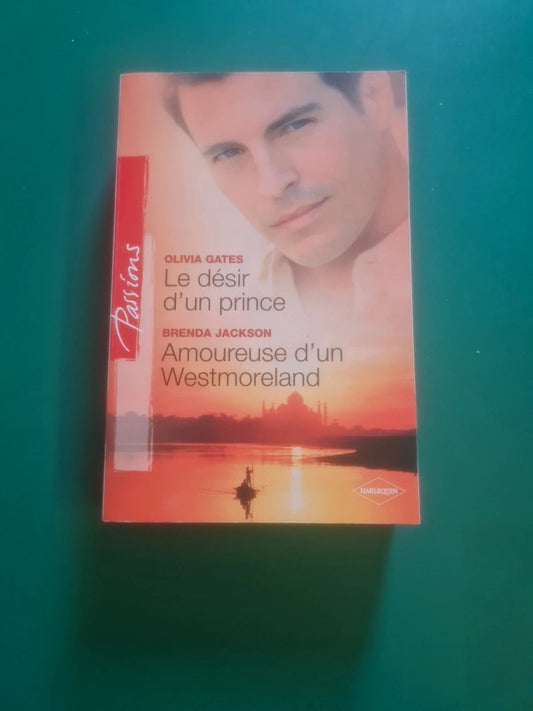 Passions
OLIVIA GATES
Le désir
d'un prince
BRENDA JACKSON
Amoureuse d'un
Westmoreland
HARLEQUIN